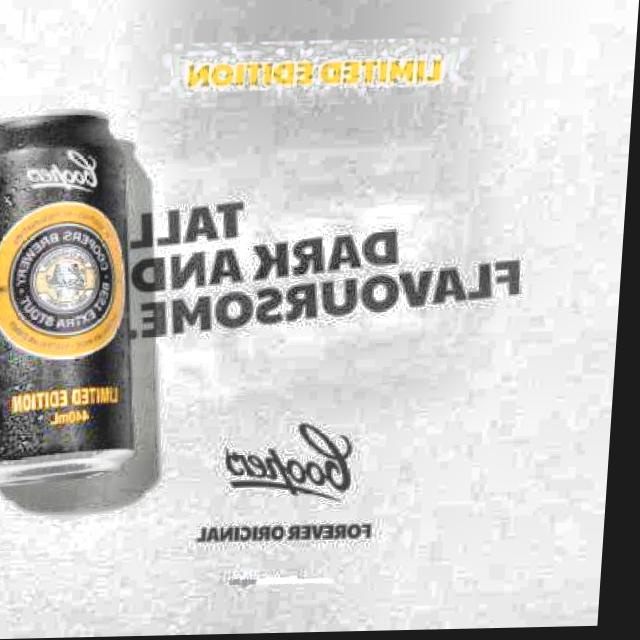 LIMITED EDITION
TALL
DARK AND
FLAVOURSOME.
Coopers
FOREVER ORIGINAL
Coopers
COOPERS BREWERY
BEST EXTRA STOUT
LIMITED EDITION
440mL